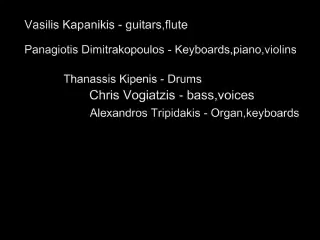 Vasilis Kapanikis - guitars,flute
Panagiotis Dimitrakopoulos - Keyboards,piano,violins
Thanassis Kipenis - Drums
Chris Vogiatzis - bass,voices
Alexandros Tripidakis - Organ,keyboards